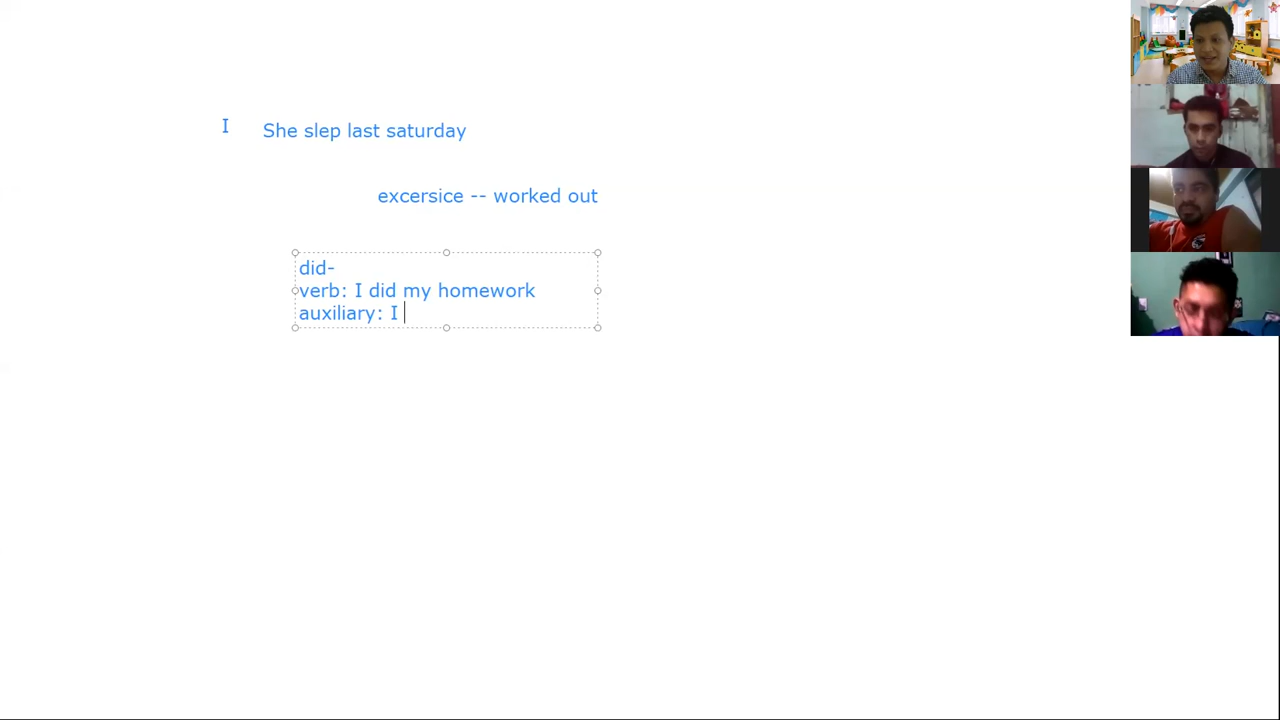 I
She slep last saturday
excersice -- worked out
did-
verb: I did my homework
auxiliary: I